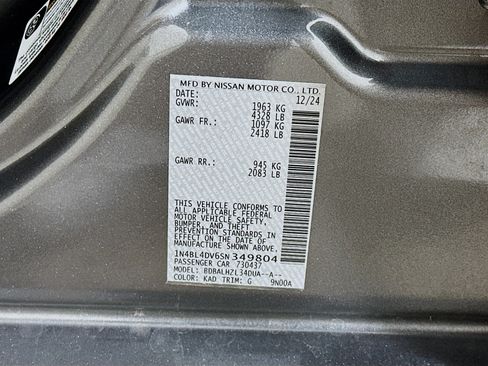 MFD BY NISSAN MOTOR CO., LTD.
DATE: 12/24
GVWR: 1963 KG
4328 LB
GAWR FR.: 1097 KG
2418 LB
GAWR RR.: 945 KG
2083 LB
THIS VEHICLE CONFORMS TO
ALL APPLICABLE FEDERAL
MOTOR VEHICLE SAFETY,
BUMPER, AND THEFT
PREVENTION STANDARDS IN
EFFECT ON THE DATE OF
MANUFACTURE SHOWN ABOVE.
1N4BL4DV6SN349804
PASSENGER CAR 730437
MODEL: BDBALHZL34DUA--A--
COLOR: KAD TRIM: G 9N00A